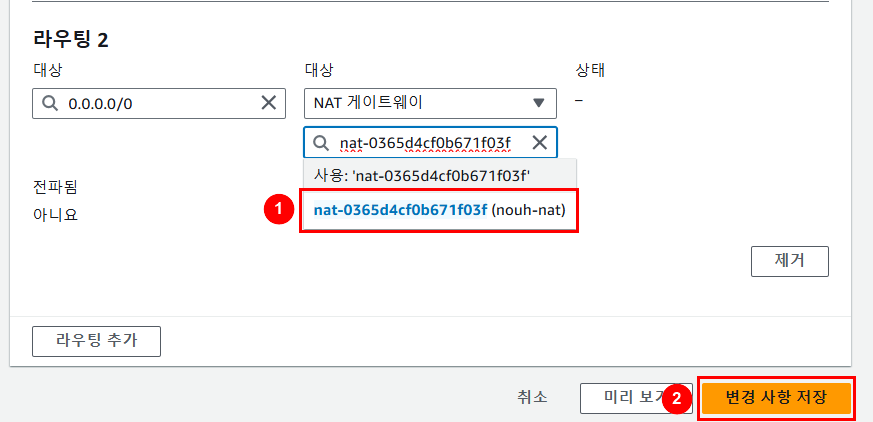 라우팅 2
대상 대상 상태
0.0.0.0/0 NAT 게이트웨이 –
nat-0365d4cf0b671f03f
사용: 'nat-0365d4cf0b671f03f'
전파됨
1 nat-0365d4cf0b671f03f (nouh-nat)
아니요
제거
라우팅 추가
취소 미리 보기 2 변경 사항 저장